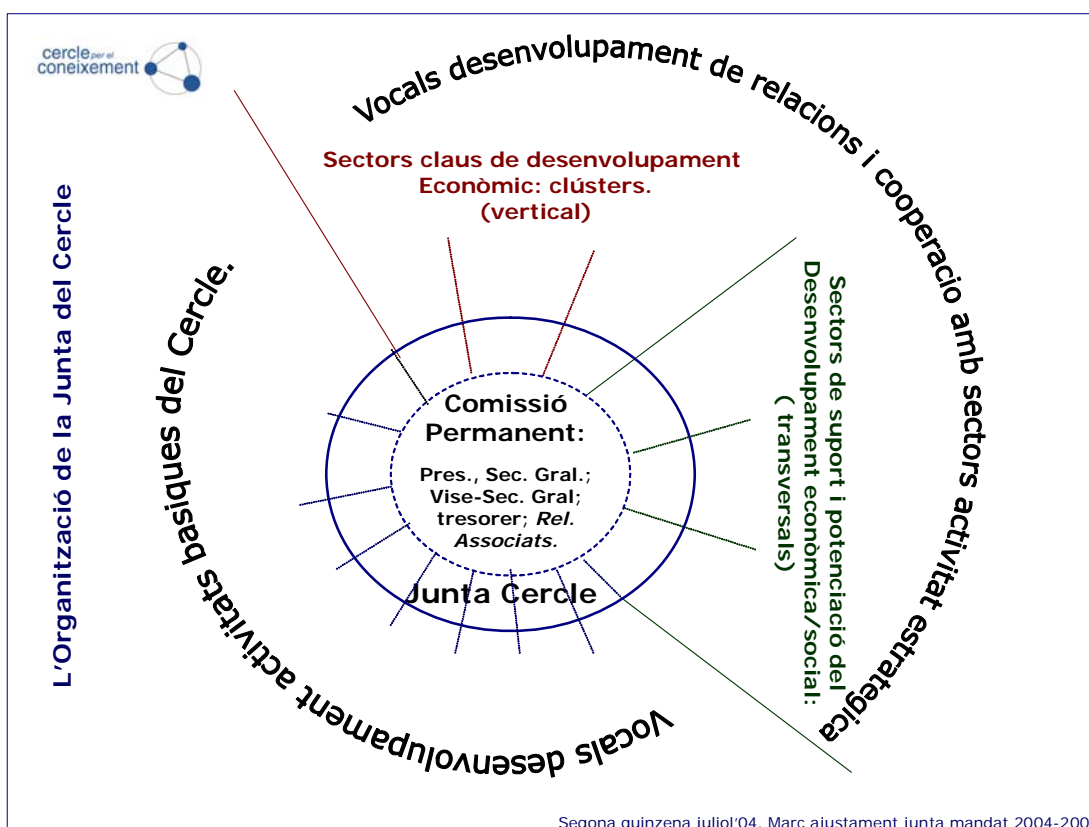 cercle per el
coneixement
L'Organització de la Junta del Cercle
Vocals desenvolupament de relacions i cooperacio amb sectors activitat estrategica
Sectors claus de desenvolupament
Econòmic: clústers.
(vertical)
Sectors de suport i potenciació del
Desenvolupament econòmica/social:
( transversals)
Comissió
Permanent:
Pres., Sec. Gral.;
Vise-Sec. Gral;
tresorer; Rel.
Associats.
Junta Cercle
Vocals desenvolupament activitats basiques del Cercle.
Segona quinzena juliol'04. Marc ajustament junta mandat 2004-200